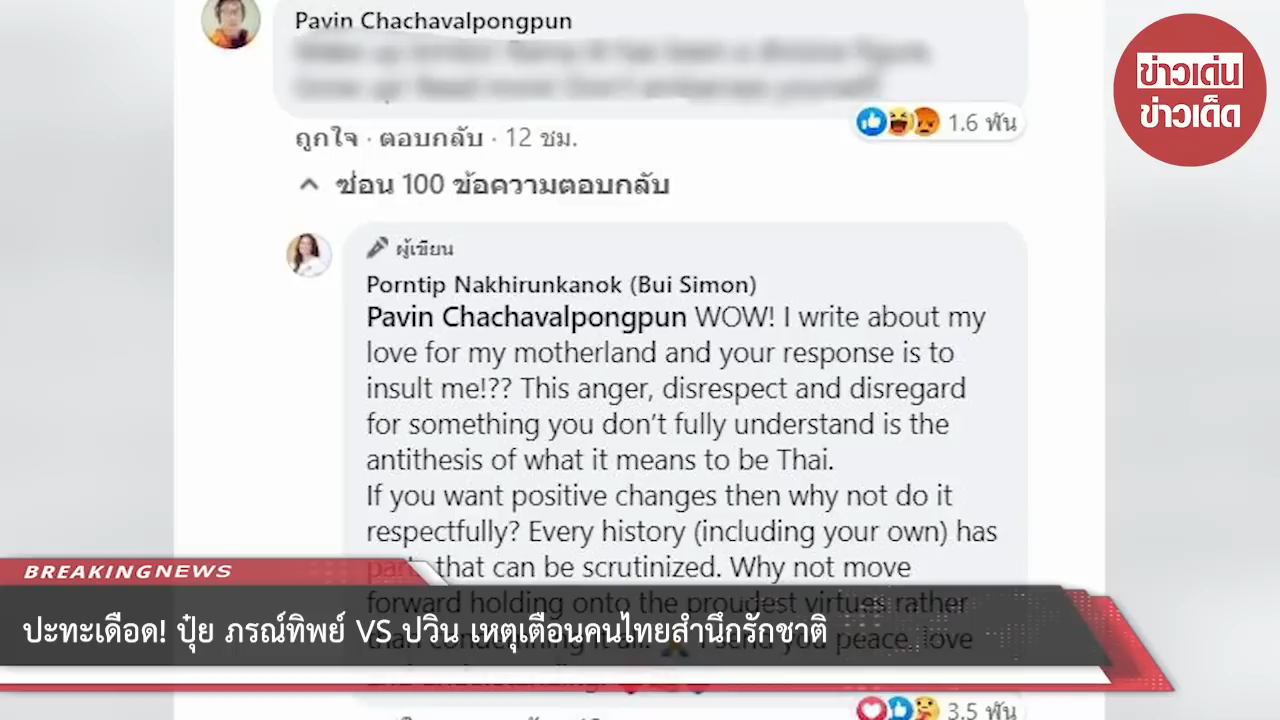 Pavin Chachavalpongpun
ข่าวเด่น
ข่าวเด็ด
1.6 พัน
ถูกใจ · ตอบกลับ · 12 ชม.
ซ่อน 100 ข้อความตอบกลับ
ผู้เขียน
Porntip Nakhirunkanok (Bui Simon)
Pavin Chachavalpongpun WOW! I write about my
love for my motherland and your response is to
insult me!?? This anger, disrespect and disregard
for something you don't fully understand is the
antithesis of what it means to be Thai.
If you want positive changes then why not do it
respectfully? Every history (including your own) has
that can be scrutinized. Why not move
forward holding onto the proudest virtues rather
I send you peace, love
BREAKINGNEWS
ปะทะเดือด! ปุ๋ย ภรณ์ทิพย์ VS ปวิน เหตุเตือนคนไทยสำนึกรักชาติ
3.5 พัน